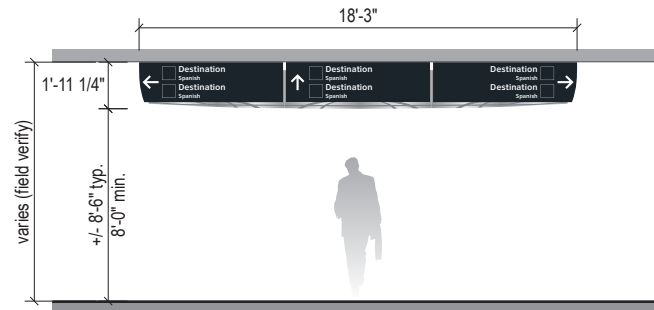 18'-3"
1'-11 1/4"
Destination
Spanish
Destination
Spanish
Destination
Spanish
Destination
Spanish
Destination
Spanish
Destination
Spanish
varies (field verify)
+/- 8'-6" typ.
8'-0" min.